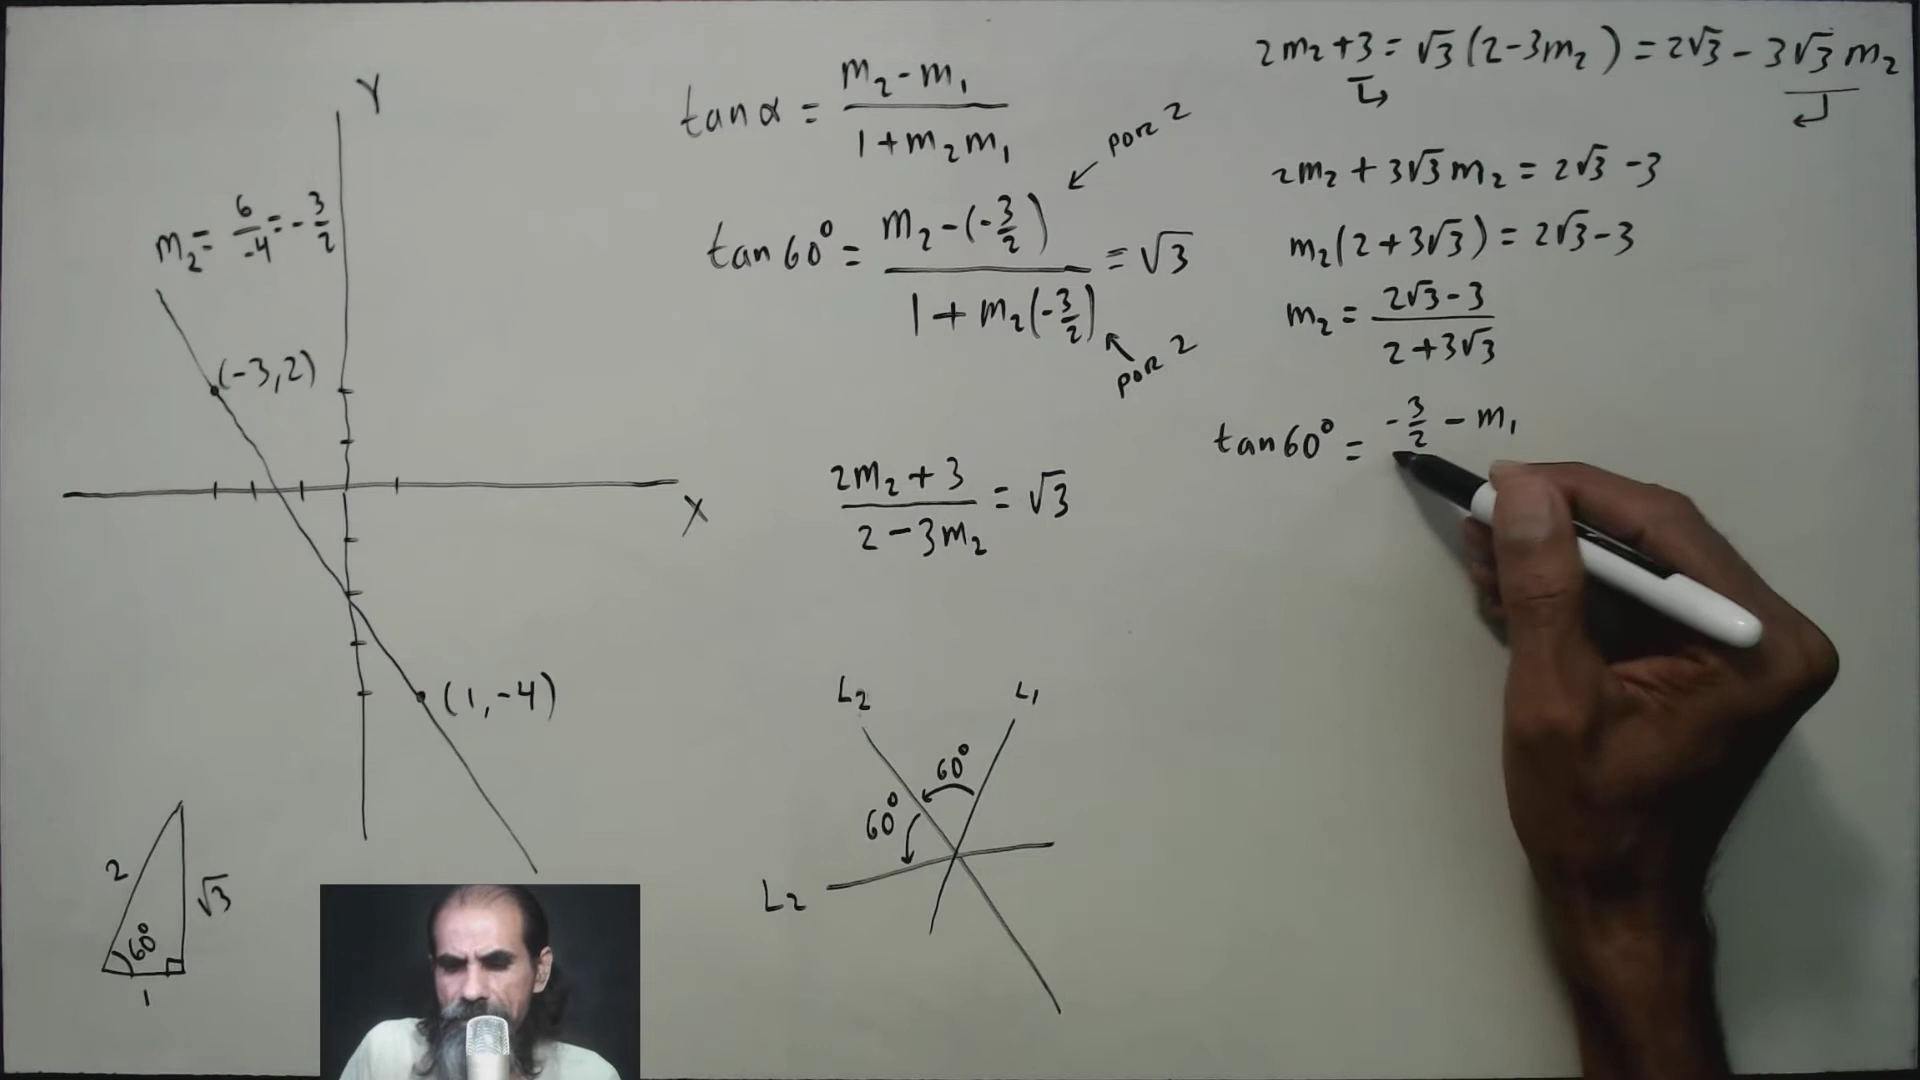 Y
m₂ = 6/-4 = -3/2
(-3,2)
X
(1,-4)
2
√3
60°
1
tan α = (m₂ - m₁)/(1 + m₂m₁)
por 2
tan 60° = (m₂ - (-3/2))/(1 + m₂(-3/2)) = √3
por 2
(2m₂ + 3)/(2 - 3m₂) = √3
L₂
L₁
60°
60°
L₂
2m₂ + 3 = √3(2 - 3m₂) = 2√3 - 3√3 m₂
2m₂ + 3√3 m₂ = 2√3 - 3
m₂(2 + 3√3) = 2√3 - 3
m₂ = (2√3 - 3)/(2 + 3√3)
tan 60° = -3/2 - m₁